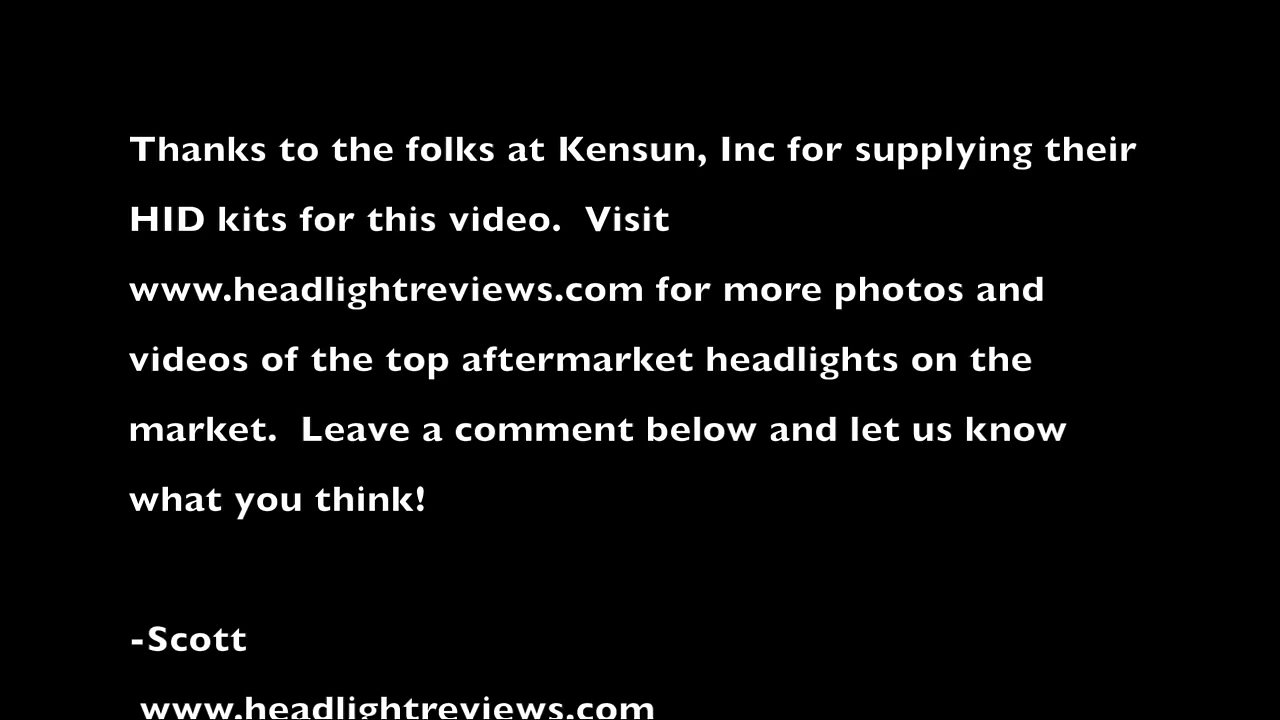 Thanks to the folks at Kensun, Inc for supplying their
HID kits for this video.  Visit
www.headlightreviews.com for more photos and
videos of the top aftermarket headlights on the
market.  Leave a comment below and let us know
what you think!
-Scott
www.headlightreviews.com